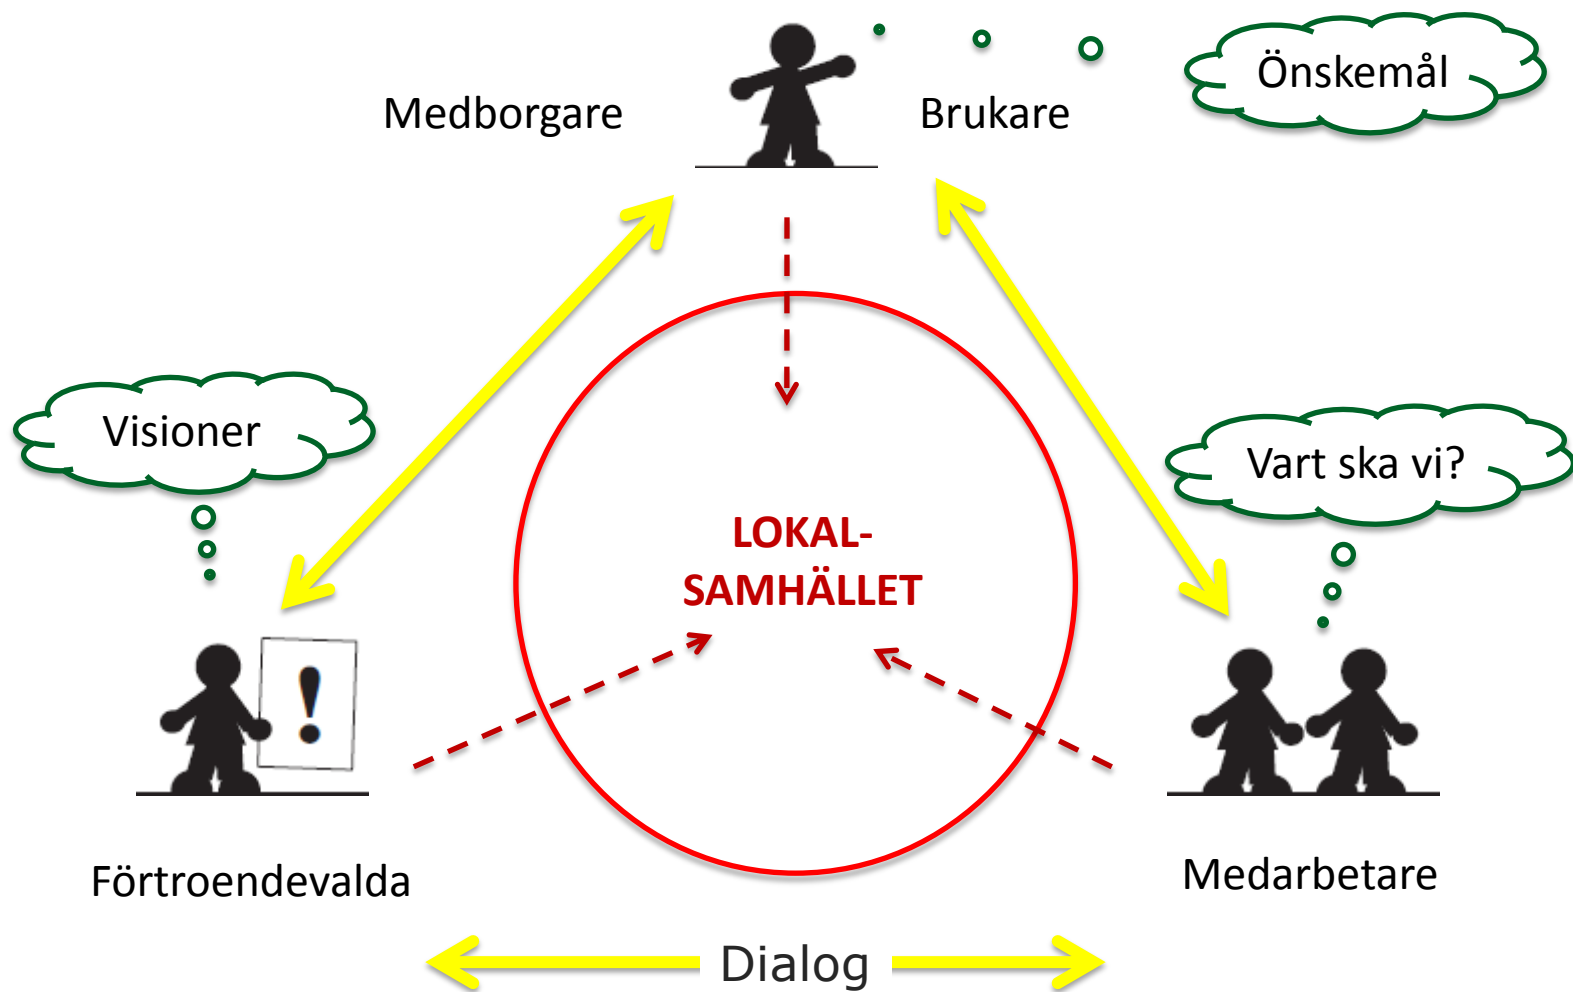 Önskemål
Medborgare
Brukare
Visioner
Vart ska vi?
LOKAL-
SAMHÄLLET
!
Förtroendevalda
Medarbetare
Dialog